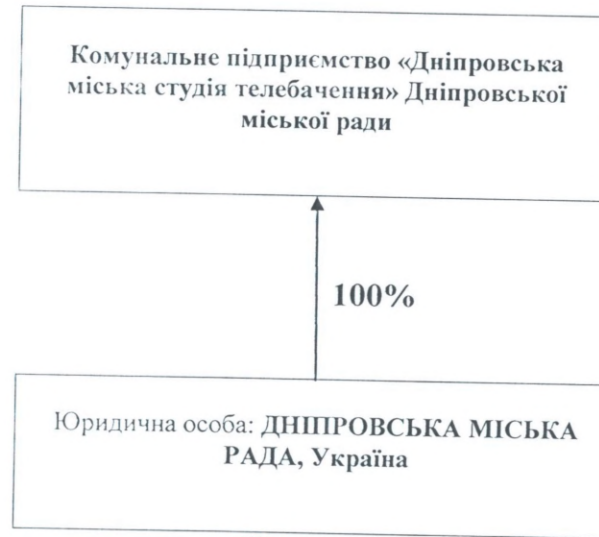 Комунальне підприємство «Дніпровська
міська студія телебачення» Дніпровської
міської ради
100%
Юридична особа: ДНІПРОВСЬКА МІСЬКА
РАДА, Україна